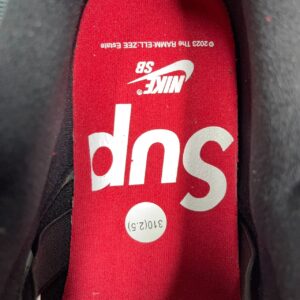 ©2023 The RAMM:ELL:ZEE Estate
NIKE
SB
Sup
310(2.5)